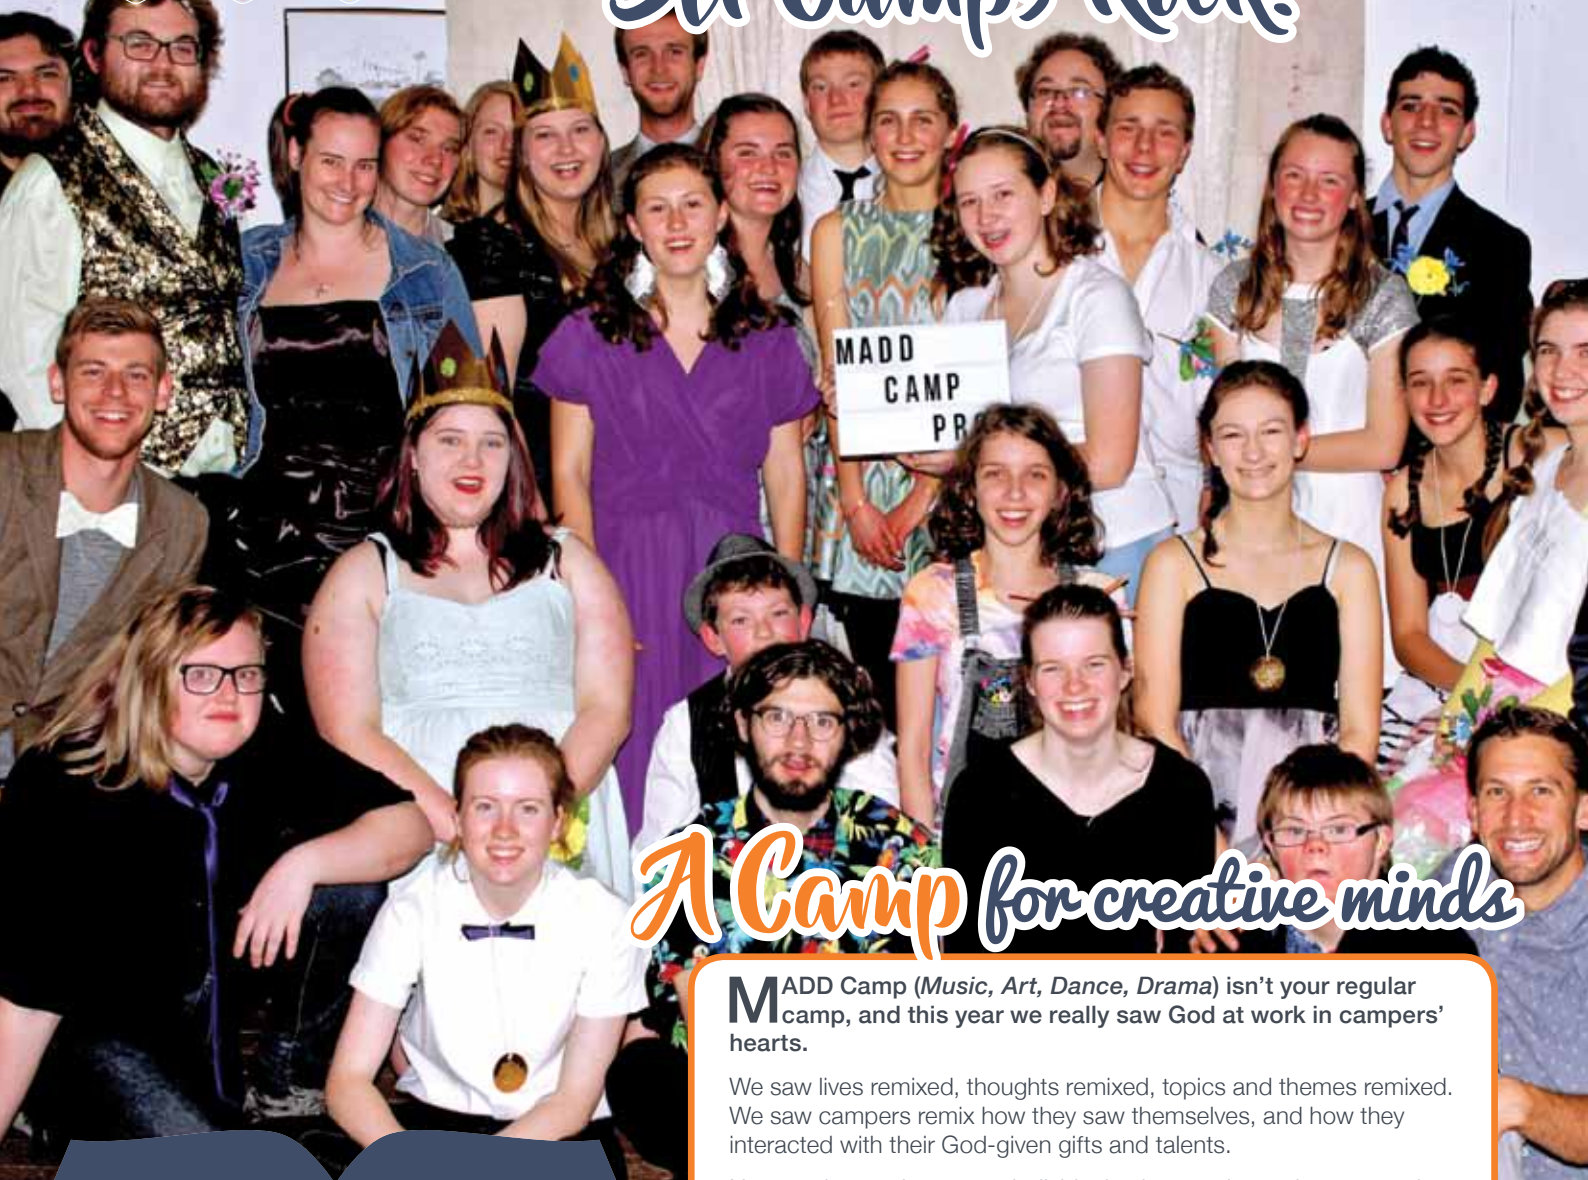 Camps Rock!
MADD
CAMP
A Camp for creative minds
MADD Camp (Music, Art, Dance, Drama) isn't your regular
camp, and this year we really saw God at work in campers'
hearts.
We saw lives remixed, thoughts remixed, topics and themes remixed.
We saw campers remix how they saw themselves, and how they
interacted with their God-given gifts and talents.